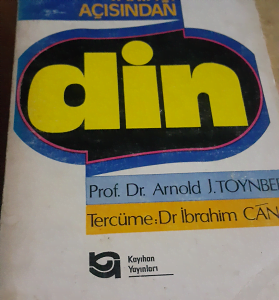 AÇISINDAN
din
Prof. Dr. Arnold J.TOYNBE
Tercüme: Dr İbrahim CAN
Kayıhan
Yayınları